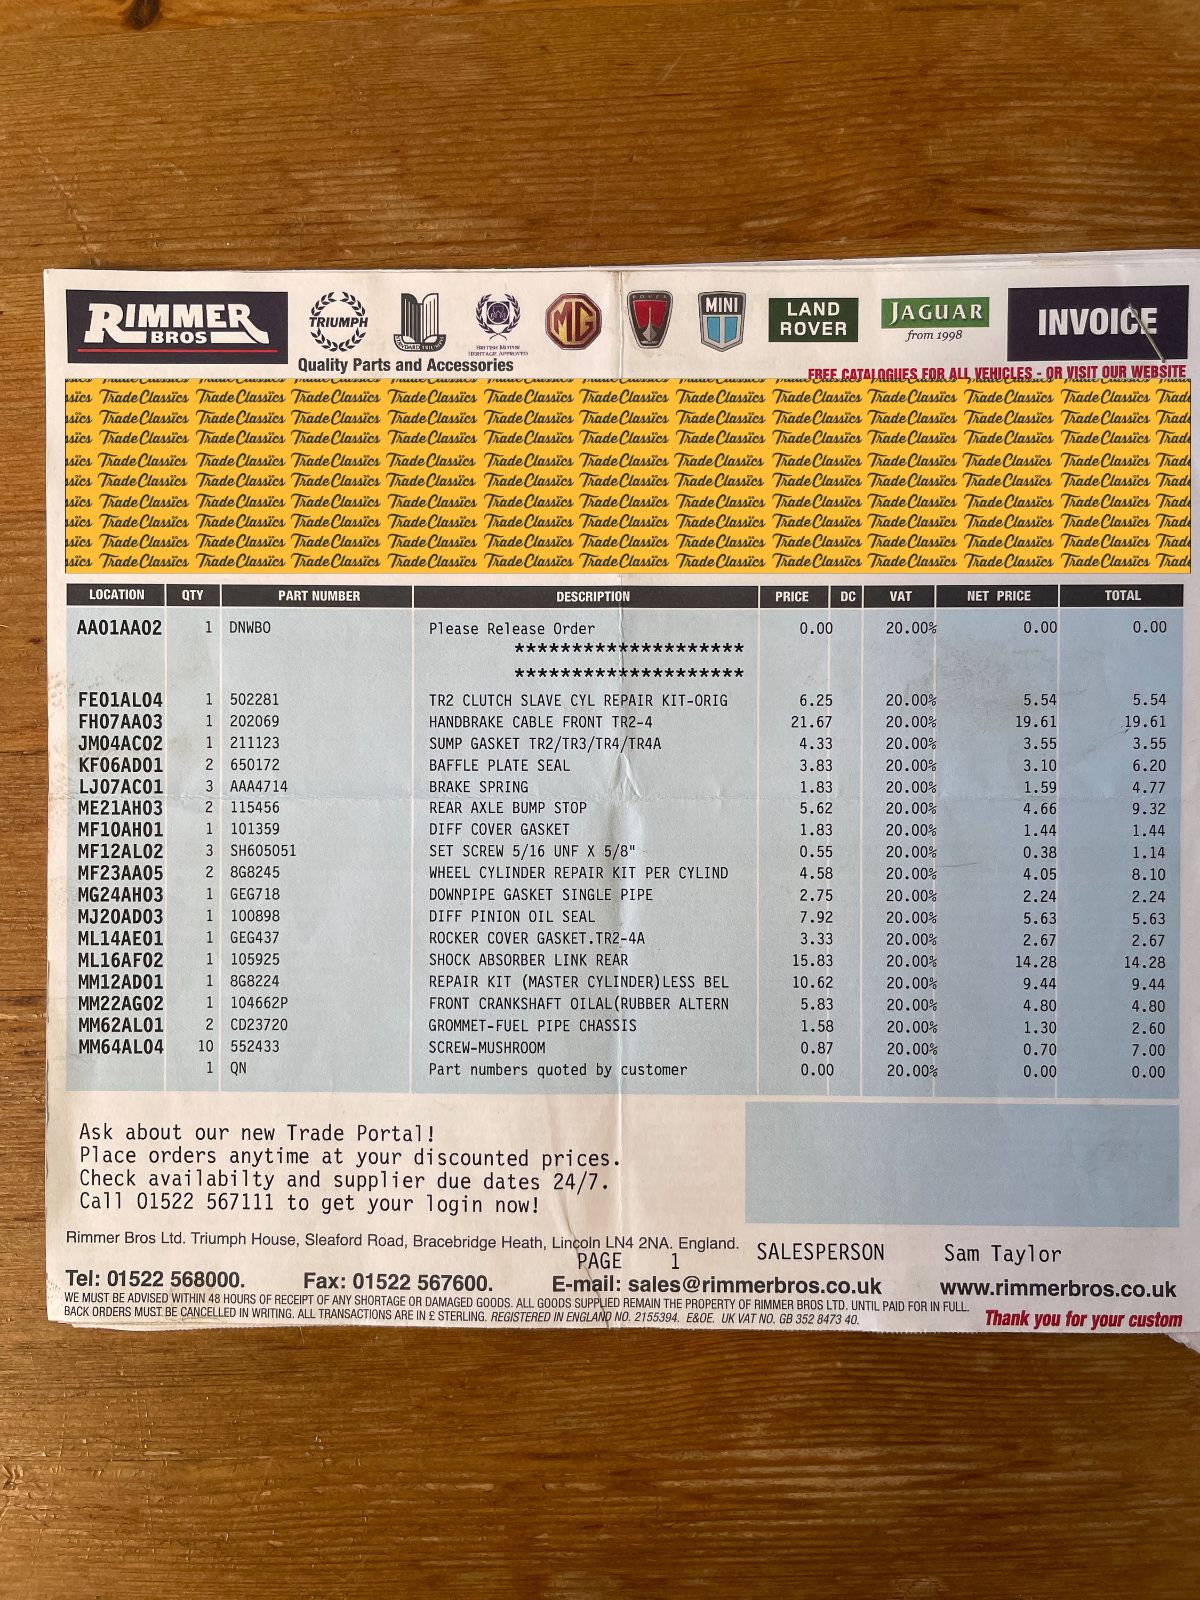 RIMMER BROS
TRIUMPH
STANDARD TRIUMPH
BRITISH MOTOR HERITAGE APPROVED
MG
ROVER
MINI
LAND ROVER
JAGUAR
from 1998
INVOICE
Quality Parts and Accessories
FREE CATALOGUES FOR ALL VEHICLES - OR VISIT OUR WEBSITE
Trade Classics
LOCATION QTY PART NUMBER DESCRIPTION PRICE DC VAT NET PRICE TOTAL
AA01AA02 1 DNWBO Please Release Order 0.00 20.00% 0.00 0.00
********************
********************
FE01AL04 1 502281 TR2 CLUTCH SLAVE CYL REPAIR KIT-ORIG 6.25 20.00% 5.54 5.54
FH07AA03 1 202069 HANDBRAKE CABLE FRONT TR2-4 21.67 20.00% 19.61 19.61
JM04AC02 1 211123 SUMP GASKET TR2/TR3/TR4/TR4A 4.33 20.00% 3.55 3.55
KF06AD01 2 650172 BAFFLE PLATE SEAL 3.83 20.00% 3.10 6.20
LJ07AC01 3 AAA4714 BRAKE SPRING 1.83 20.00% 1.59 4.77
ME21AH03 2 115456 REAR AXLE BUMP STOP 5.62 20.00% 4.66 9.32
MF10AH01 1 101359 DIFF COVER GASKET 1.83 20.00% 1.44 1.44
MF12AL02 3 SH605051 SET SCREW 5/16 UNF X 5/8" 0.55 20.00% 0.38 1.14
MF23AA05 2 8G8245 WHEEL CYLINDER REPAIR KIT PER CYLIND 4.58 20.00% 4.05 8.10
MG24AH03 1 GEG718 DOWNPIPE GASKET SINGLE PIPE 2.75 20.00% 2.24 2.24
MJ20AD03 1 100898 DIFF PINION OIL SEAL 7.92 20.00% 5.63 5.63
ML14AE01 1 GEG437 ROCKER COVER GASKET.TR2-4A 3.33 20.00% 2.67 2.67
ML16AF02 1 105925 SHOCK ABSORBER LINK REAR 15.83 20.00% 14.28 14.28
MM12AD01 1 8G8224 REPAIR KIT (MASTER CYLINDER)LESS BEL 10.62 20.00% 9.44 9.44
MM22AG02 1 104662P FRONT CRANKSHAFT OILAL(RUBBER ALTERN 5.83 20.00% 4.80 4.80
MM62AL01 2 CD23720 GROMMET-FUEL PIPE CHASSIS 1.58 20.00% 1.30 2.60
MM64AL04 10 552433 SCREW-MUSHROOM 0.87 20.00% 0.70 7.00
1 QN Part numbers quoted by customer 0.00 20.00% 0.00 0.00
Ask about our new Trade Portal!
Place orders anytime at your discounted prices.
Check availabilty and supplier due dates 24/7.
Call 01522 567111 to get your login now!
Rimmer Bros Ltd. Triumph House, Sleaford Road, Bracebridge Heath, Lincoln LN4 2NA. England.
PAGE 1
SALESPERSON Sam Taylor
Tel: 01522 568000. Fax: 01522 567600. E-mail: sales@rimmerbros.co.uk www.rimmerbros.co.uk
WE MUST BE ADVISED WITHIN 48 HOURS OF RECEIPT OF ANY SHORTAGE OR DAMAGED GOODS. ALL GOODS SUPPLIED REMAIN THE PROPERTY OF RIMMER BROS LTD. UNTIL PAID FOR IN FULL.
BACK ORDERS MUST BE CANCELLED IN WRITING. ALL TRANSACTIONS ARE IN £ STERLING. REGISTERED IN ENGLAND NO. 2155394. E&OE. UK VAT NO. GB 352 8473 40.
Thank you for your custom